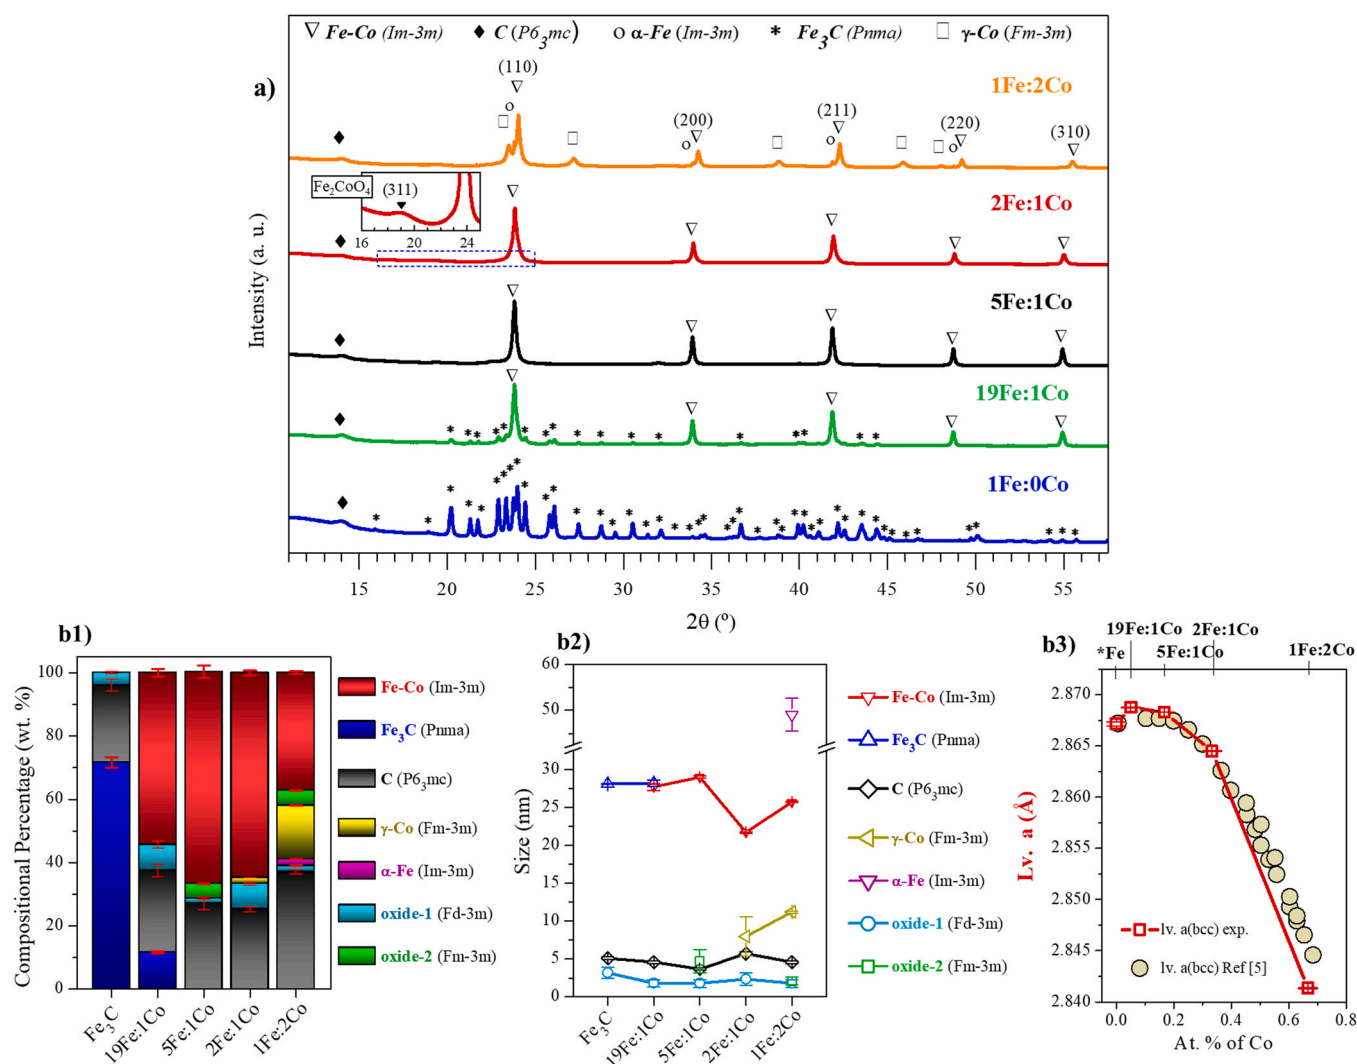 ▽ Fe-Co (Im-3m) ♦ C (P6₃mc) o α-Fe (Im-3m) * Fe₃C (Pnma) □ γ-Co (Fm-3m)
a)
(110)
1Fe:2Co
(200)
(211)
(220)
(310)
Fe₂CoO₄
(311)
16 20 24
2Fe:1Co
5Fe:1Co
19Fe:1Co
1Fe:0Co
Intensity (a. u.)
15 20 25 30 35 40 45 50 55
2θ (º)
b1)
Compositional Percentage (wt. %)
100
80
60
40
20
0
Fe₃C
19Fe:1Co
5Fe:1Co
2Fe:1Co
1Fe:2Co
Fe-Co (Im-3m)
Fe₃C (Pnma)
C (P6₃mc)
γ-Co (Fm-3m)
α-Fe (Im-3m)
oxide-1 (Fd-3m)
oxide-2 (Fm-3m)
b2)
Size (nm)
60
50
30
25
20
15
10
5
0
Fe₃C
19Fe:1Co
5Fe:1Co
2Fe:1Co
1Fe:2Co
Fe-Co (Im-3m)
Fe₃C (Pnma)
C (P6₃mc)
γ-Co (Fm-3m)
α-Fe (Im-3m)
oxide-1 (Fd-3m)
oxide-2 (Fm-3m)
b3)
19Fe:1Co 2Fe:1Co
*Fe 5Fe:1Co 1Fe:2Co
Lv. a (Å)
2.870
2.865
2.860
2.855
2.850
2.845
2.840
lv. a(bcc) exp.
lv. a(bcc) Ref [5]
0.0 0.2 0.4 0.6 0.8
At. % of Co